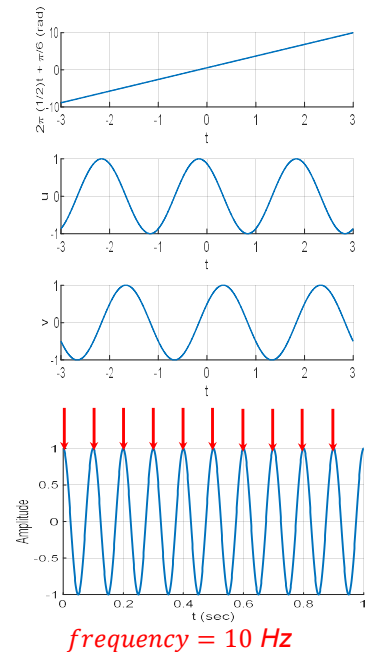 2π (1/2)t + π/6 (rad)
10
0
-10
-3 -2 -1 0 1 2 3
t
u
1
0
-1
-3 -2 -1 0 1 2 3
t
v
1
0
-1
-3 -2 -1 0 1 2 3
t
Amplitude
1
0.5
0
-0.5
-1
0 0.2 0.4 0.6 0.8 1
t (sec)
frequency = 10 Hz